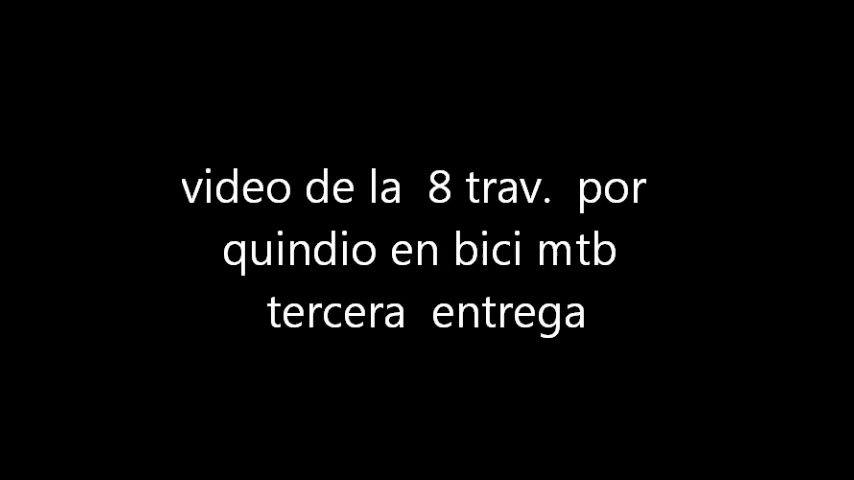 video de la  8 trav.  por
quindio en bici mtb
tercera  entrega